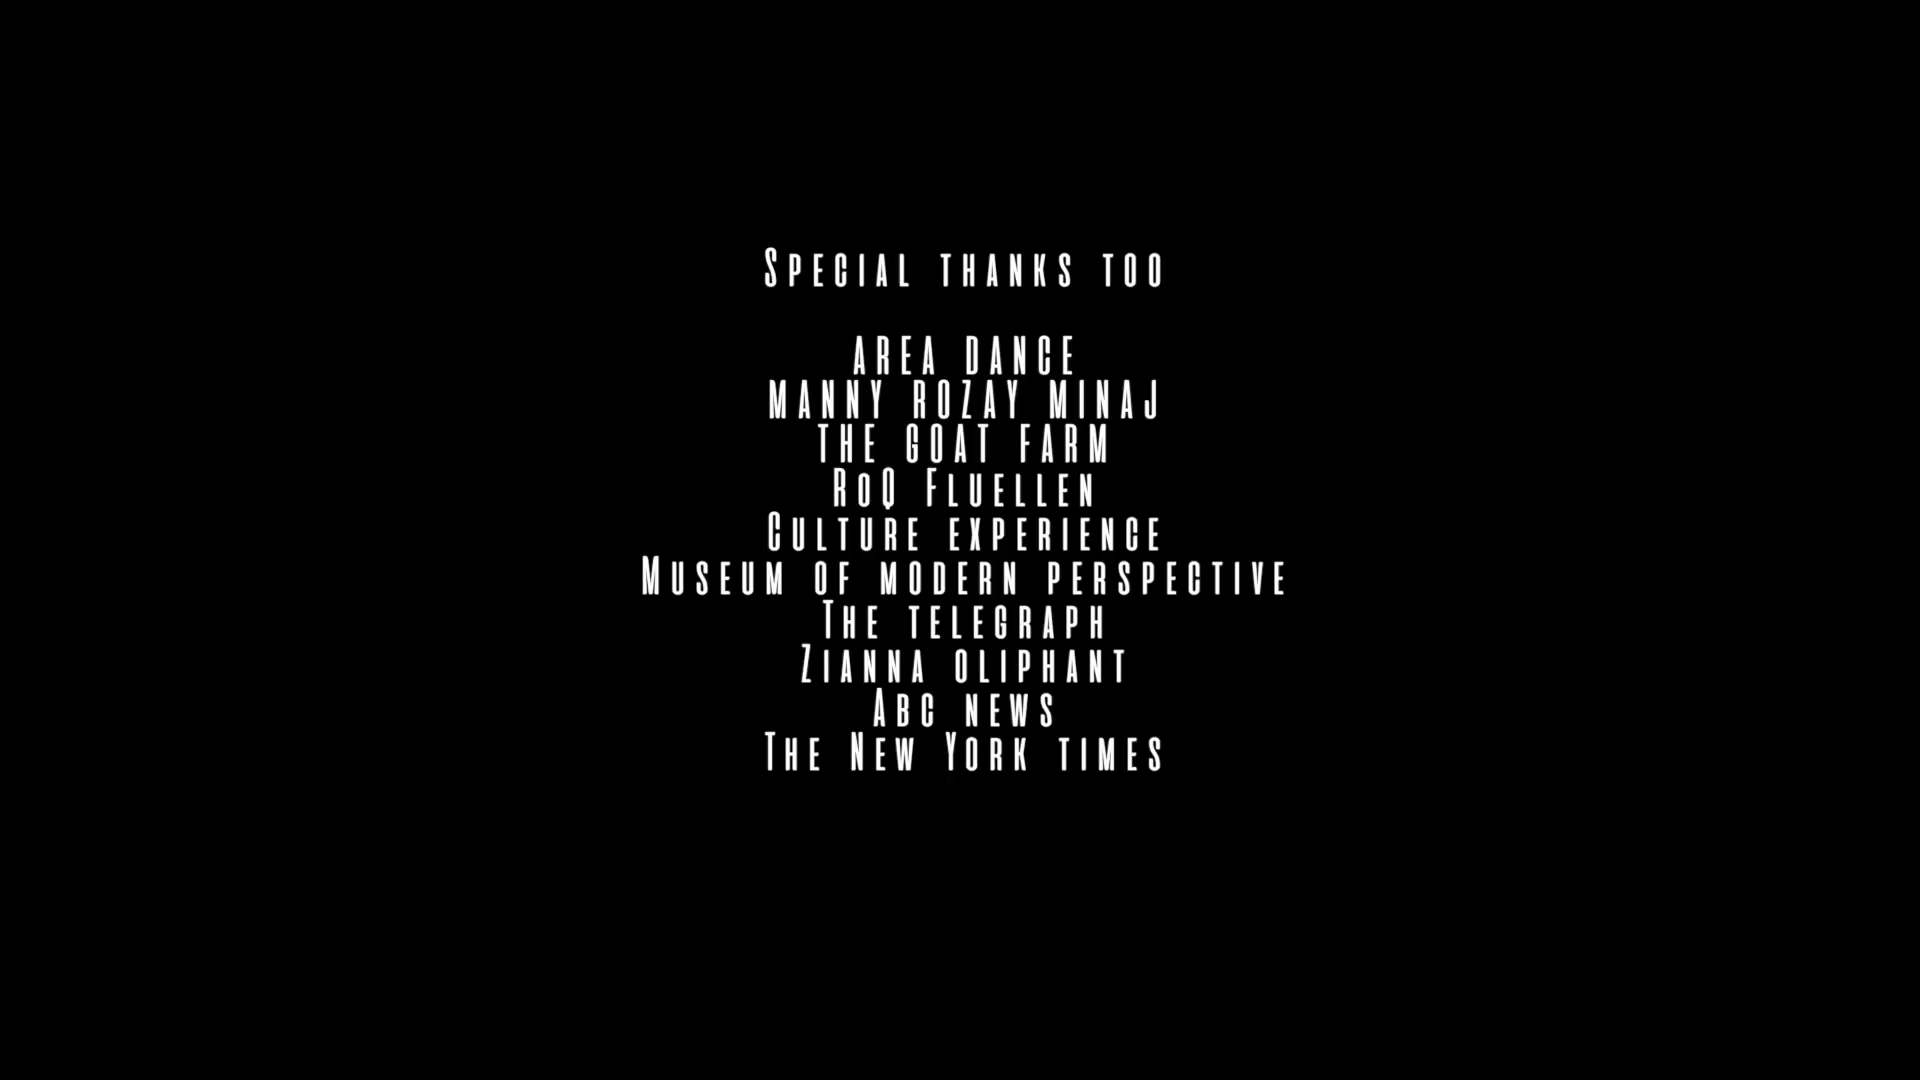 Special thanks too
AREA DANCE
MANNY ROZAY MINAJ
THE GOAT FARM
RoQ Fluellen
Culture experience
Museum of modern perspective
The telegraph
Zianna oliphant
Abc news
The New York times